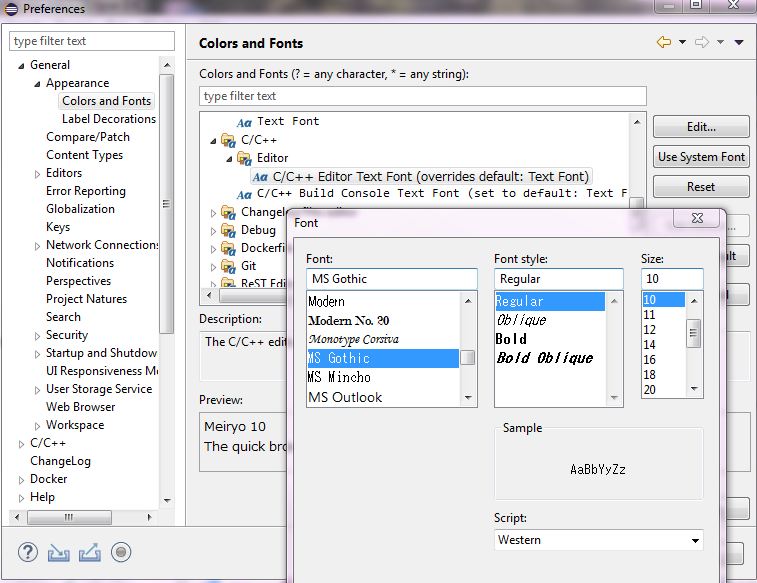 Preferences
type filter text
General
Appearance
Colors and Fonts
Label Decorations
Compare/Patch
Content Types
Editors
Error Reporting
Globalization
Keys
Network Connections
Notifications
Perspectives
Project Natures
Search
Security
Startup and Shutdown
UI Responsiveness
User Storage Service
Web Browser
Workspace
C/C++
ChangeLog
Docker
Help
Colors and Fonts
Colors and Fonts (? = any character, * = any string):
type filter text
Text Font
C/C++
Editor
C/C++ Editor Text Font (overrides default: Text Font)
C/C++ Build Console Text Font (set to default: Text F
Debug
Dockerfi
Git
ReST Edi
Edit...
Use System Font
Reset
Description:
The C/C++ edit
Preview:
Meiryo 10
The quick bro
Font
Font:
MS Gothic
Modern
Modern No. 20
Monotype Corsiva
MS Gothic
MS Mincho
MS Outlook
Font style:
Regular
Regular
Oblique
Bold
Bold Oblique
Size:
10
10
11
12
14
16
18
20
Sample
AaBbYyZz
Script:
Western